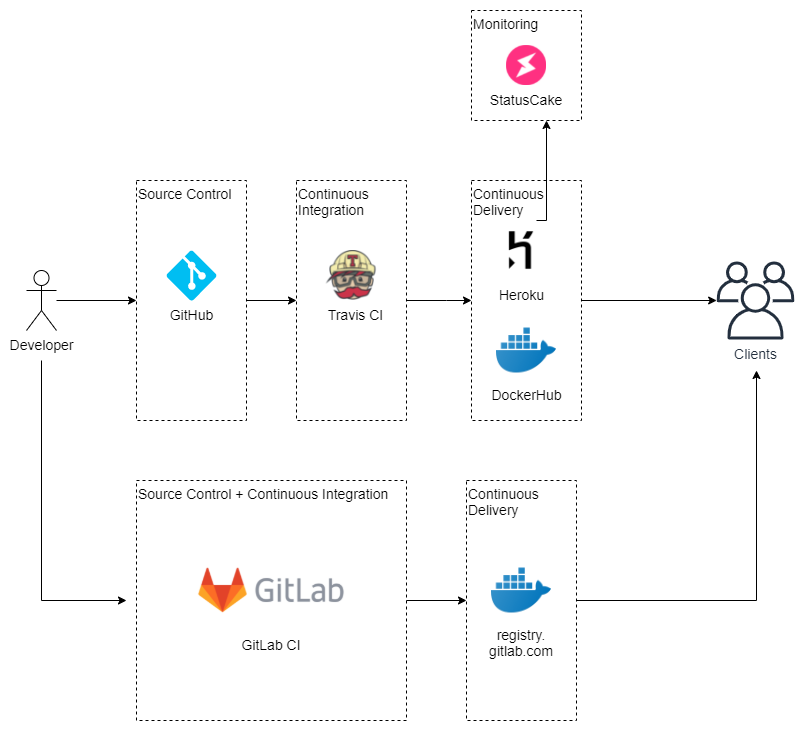 Monitoring
StatusCake
Source Control
GitHub
Continuous
Integration
Travis CI
Continuous
Delivery
Heroku
DockerHub
Developer
Clients
Source Control + Continuous Integration
GitLab
GitLab CI
Continuous
Delivery
registry.
gitlab.com